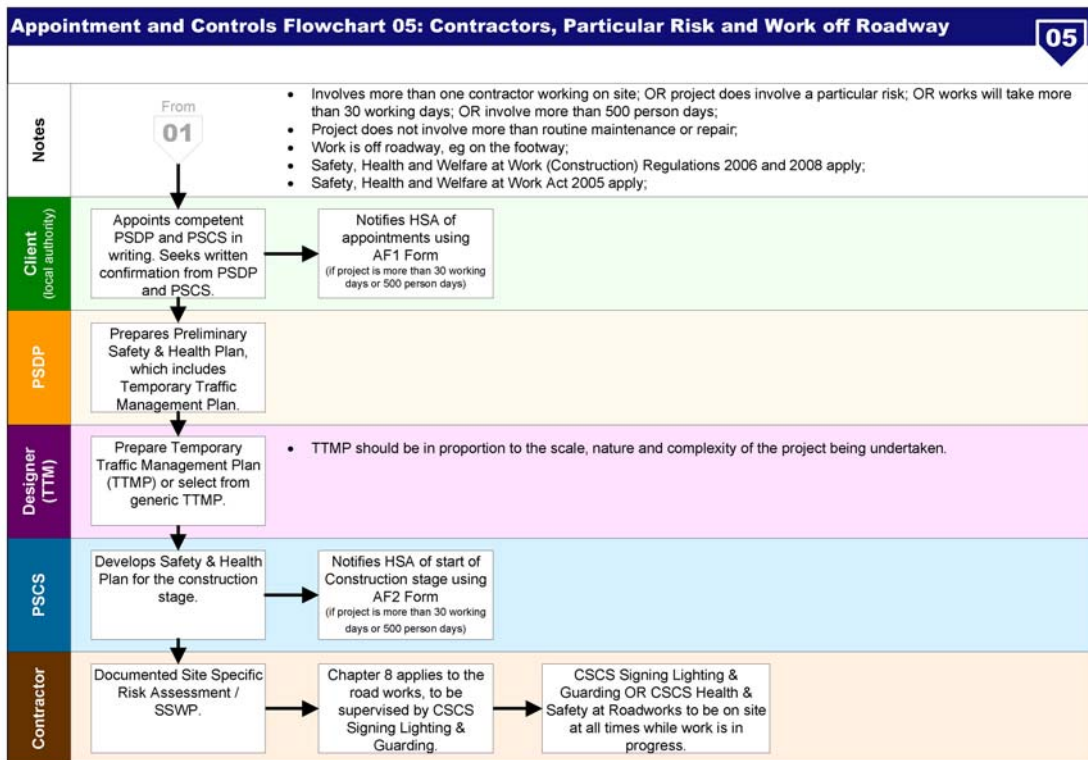 Appointment and Controls Flowchart 05: Contractors, Particular Risk and Work off Roadway
05
Notes
From
01
• Involves more than one contractor working on site; OR project does involve a particular risk; OR works will take more
than 30 working days; OR involve more than 500 person days;
• Project does not involve more than routine maintenance or repair;
• Work is off roadway, eg on the footway;
• Safety, Health and Welfare at Work (Construction) Regulations 2006 and 2008 apply;
• Safety, Health and Welfare at Work Act 2005 apply;
Client
(local authority)
Appoints competent
PSDP and PSCS in
writing. Seeks written
confirmation from PSDP
and PSCS.
Notifies HSA of
appointments using
AF1 Form
(if project is more than 30 working
days or 500 person days)
PSDP
Prepares Preliminary
Safety & Health Plan,
which includes
Temporary Traffic
Management Plan.
Designer
(TTM)
Prepare Temporary
Traffic Management Plan
(TTMP) or select from
generic TTMP.
• TTMP should be in proportion to the scale, nature and complexity of the project being undertaken.
PSCS
Develops Safety & Health
Plan for the construction
stage.
Notifies HSA of start of
Construction stage using
AF2 Form
(if project is more than 30 working
days or 500 person days)
Contractor
Documented Site Specific
Risk Assessment /
SSWP.
Chapter 8 applies to the
road works, to be
supervised by CSCS
Signing Lighting &
Guarding.
CSCS Signing Lighting &
Guarding OR CSCS Health &
Safety at Roadworks to be on site
at all times while work is in
progress.